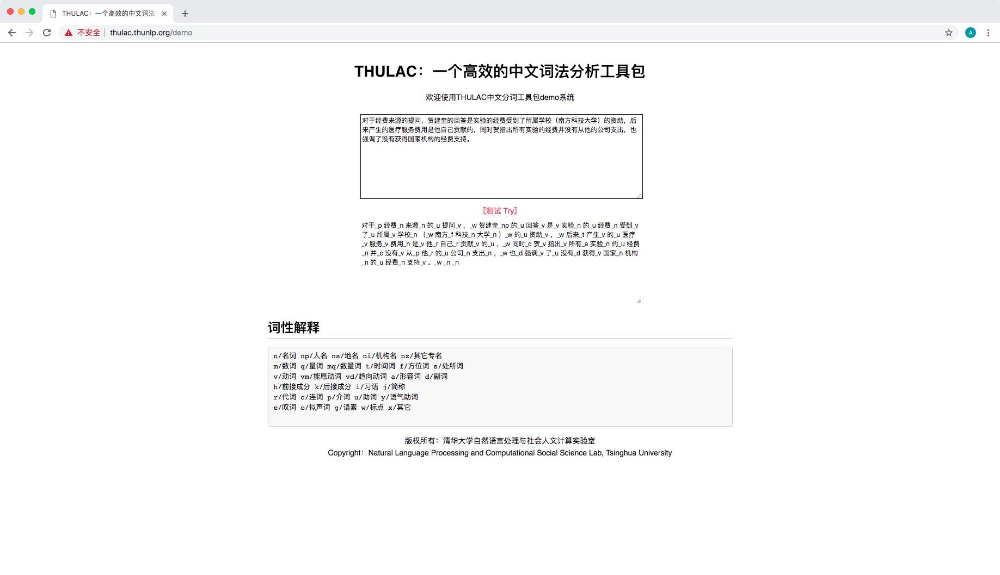 THULAC：一个高效的中文词法分
不安全
thulac.thunlp.org/demo
A
THULAC：一个高效的中文词法分析工具包
欢迎使用THULAC中文分词工具包demo系统
对于经费来源的提问，贺建奎的回答是实验的经费受到了所属学校（南方科技大学）的资助，后
来产生的医疗服务费用是他自己贡献的，同时贺指出所有实验的经费并没有从他的公司支出，也
强调了没有获得国家机构的经费支持。
〖测试 Try〗
对于_p 经费_n 来源_n 的_u 提问_v ，_w 贺建奎_np 的_u 回答_v 是_v 实验_n 的_u 经费_n 受到_v
了_u 所属_v 学校_n （_w 南方_f 科技_n 大学_n ）_w 的_u 资助_v ，_w 后来_t 产生_v 的_u 医疗
_v 服务_v 费用_n 是_v 他_r 自己_r 贡献_v 的_u ，_w 同时_c 贺_v 指出_v 所有_a 实验_n 的_u 经费
_n 并_c 没有_v 从_p 他_r 的_u 公司_n 支出_n ，_w 也_d 强调_v 了_u 没有_d 获得_v 国家_n 机构
_n 的_u 经费_n 支持_v 。_w _n _n
词性解释
n/名词 np/人名 ns/地名 ni/机构名 nz/其它专名
m/数词 q/量词 mq/数量词 t/时间词 f/方位词 s/处所词
v/动词 vm/能愿动词 vd/趋向动词 a/形容词 d/副词
h/前接成分 k/后接成分 i/习语 j/简称
r/代词 c/连词 p/介词 u/助词 y/语气助词
e/叹词 o/拟声词 g/语素 w/标点 x/其它
版权所有：清华大学自然语言处理与社会人文计算实验室
Copyright：Natural Language Processing and Computational Social Science Lab, Tsinghua University